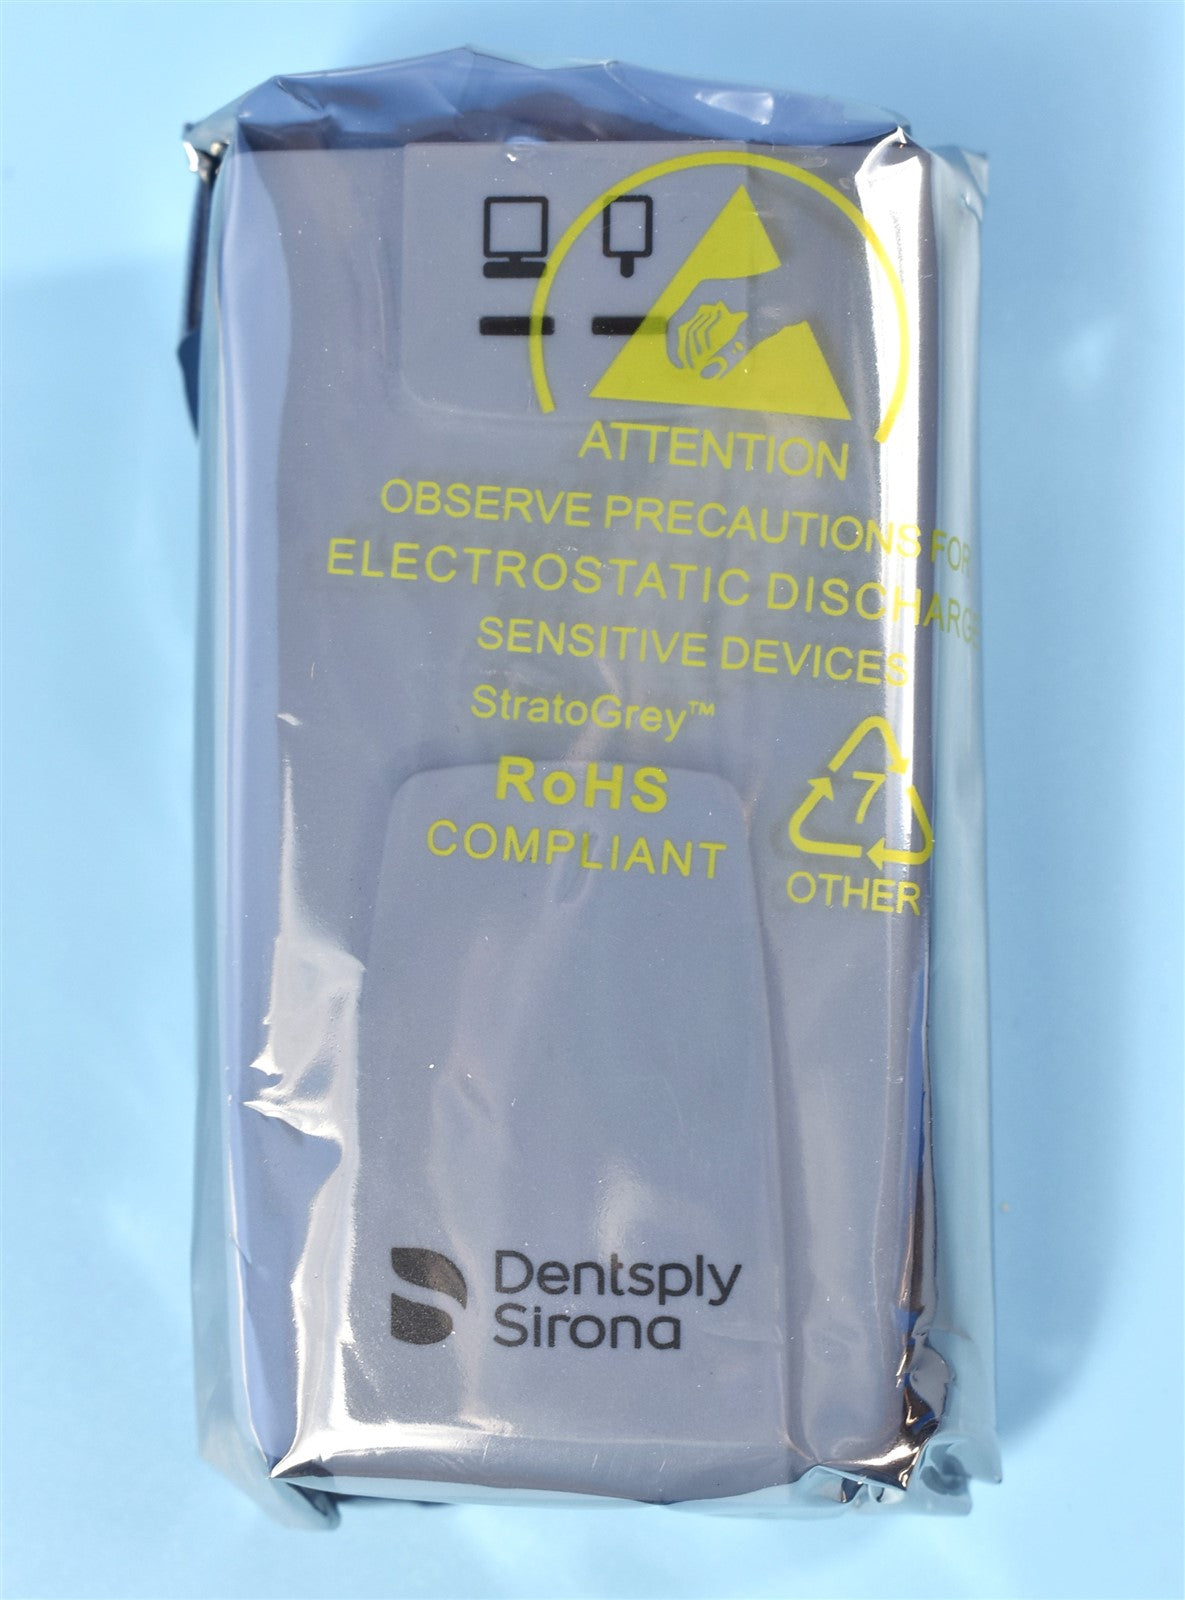 ATTENTION
OBSERVE PRECAUTIONS FOR
ELECTROSTATIC DISCHARGE
SENSITIVE DEVICES
StratoGrey™
RoHS
COMPLIANT
7
OTHER
Dentsply
Sirona